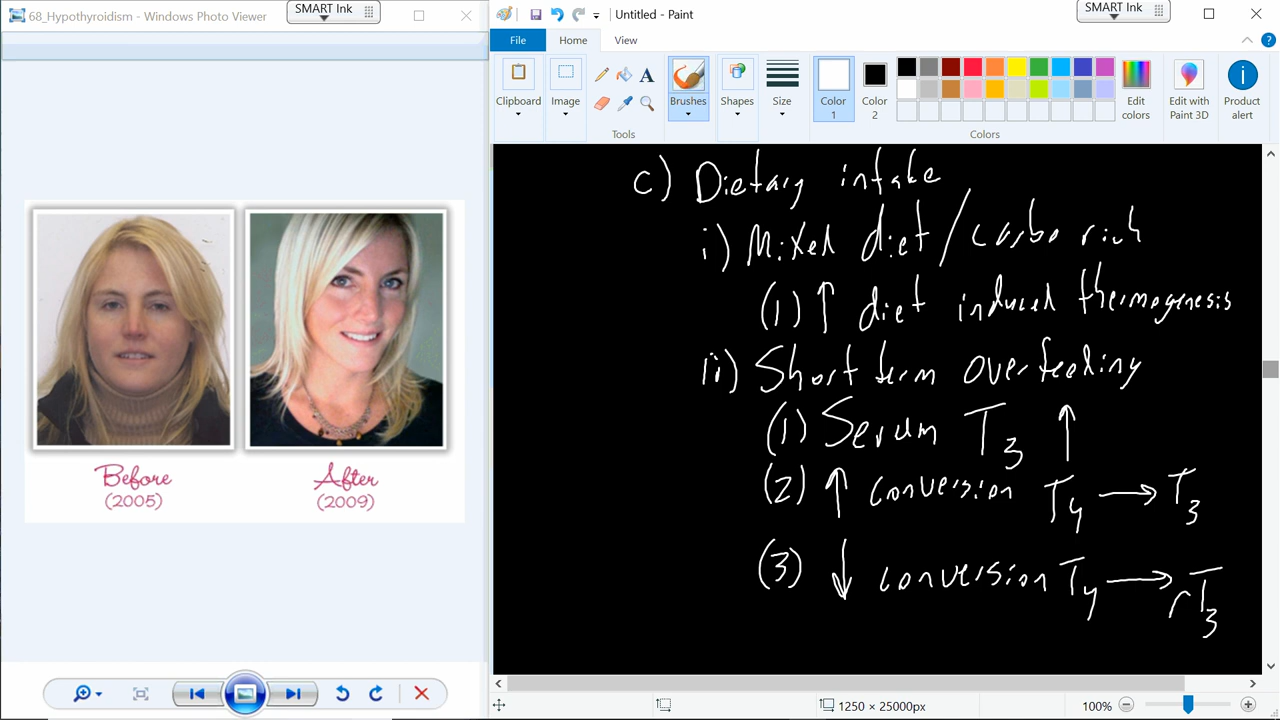 68_Hypothyroidism - Windows Photo Viewer
SMART Ink
Before
(2005)
After
(2009)
Untitled - Paint
SMART Ink
File
Home
View
Clipboard
Image
Tools
Brushes
Shapes
Size
Color
1
Color
2
Edit
colors
Edit with
Paint 3D
Product
alert
Colors
c) Dietary intake
i) Mixed diet/carbo rich
(1) ↑ diet induced thermogenesis
ii) Short term overfeeding
(1) Serum T3 ↑
(2) ↑ conversion T4 → T3
(3) ↓ conversion T4 → rT3
1250 × 25000px
100%